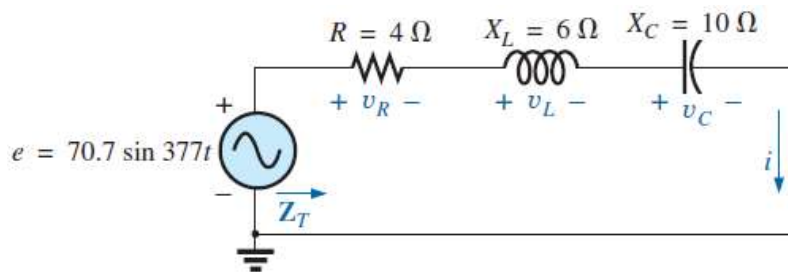 R = 4 Ω X_L = 6 Ω X_C = 10 Ω
+ v_R − + v_L − + v_C −
+
e = 70.7 sin 377t
i
−
Z_T